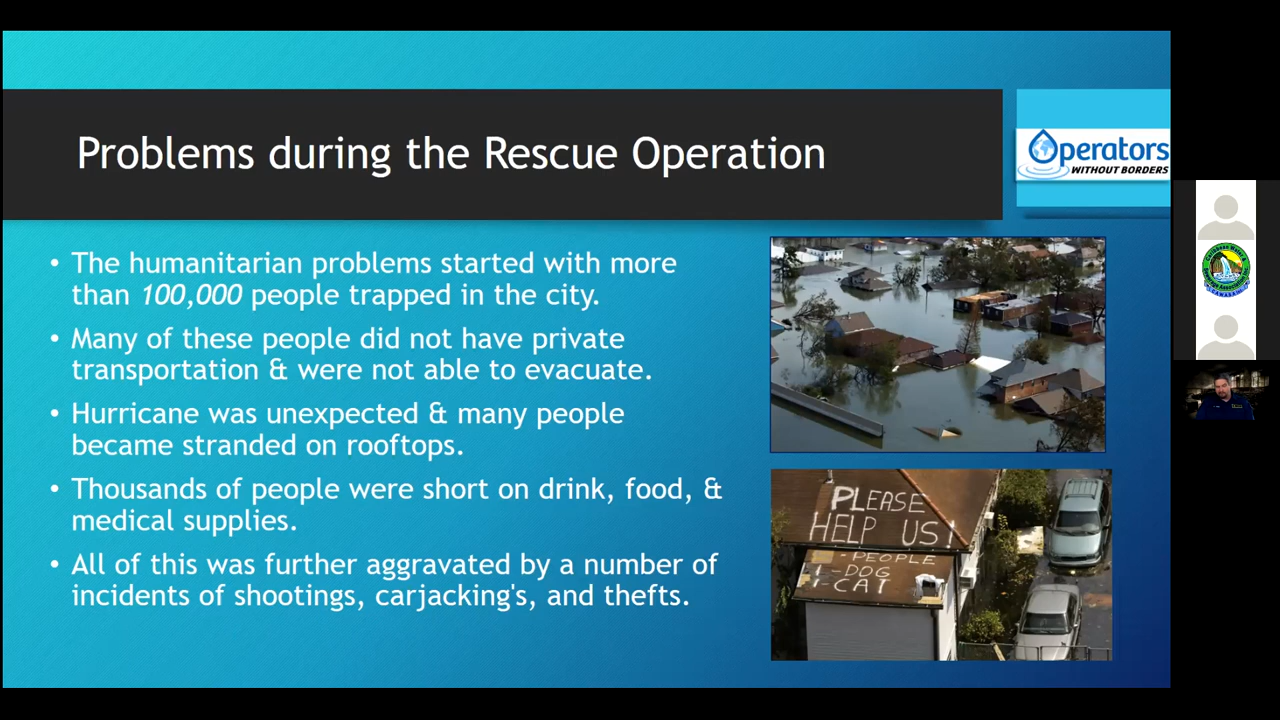 Problems during the Rescue Operation
Operators
WITHOUT BORDERS
• The humanitarian problems started with more
than 100,000 people trapped in the city.
• Many of these people did not have private
transportation & were not able to evacuate.
• Hurricane was unexpected & many people
became stranded on rooftops.
• Thousands of people were short on drink, food, &
medical supplies.
• All of this was further aggravated by a number of
incidents of shootings, carjacking's, and thefts.
PLEASE
HELP US!
-PEOPLE
1-DOG
1-CAT